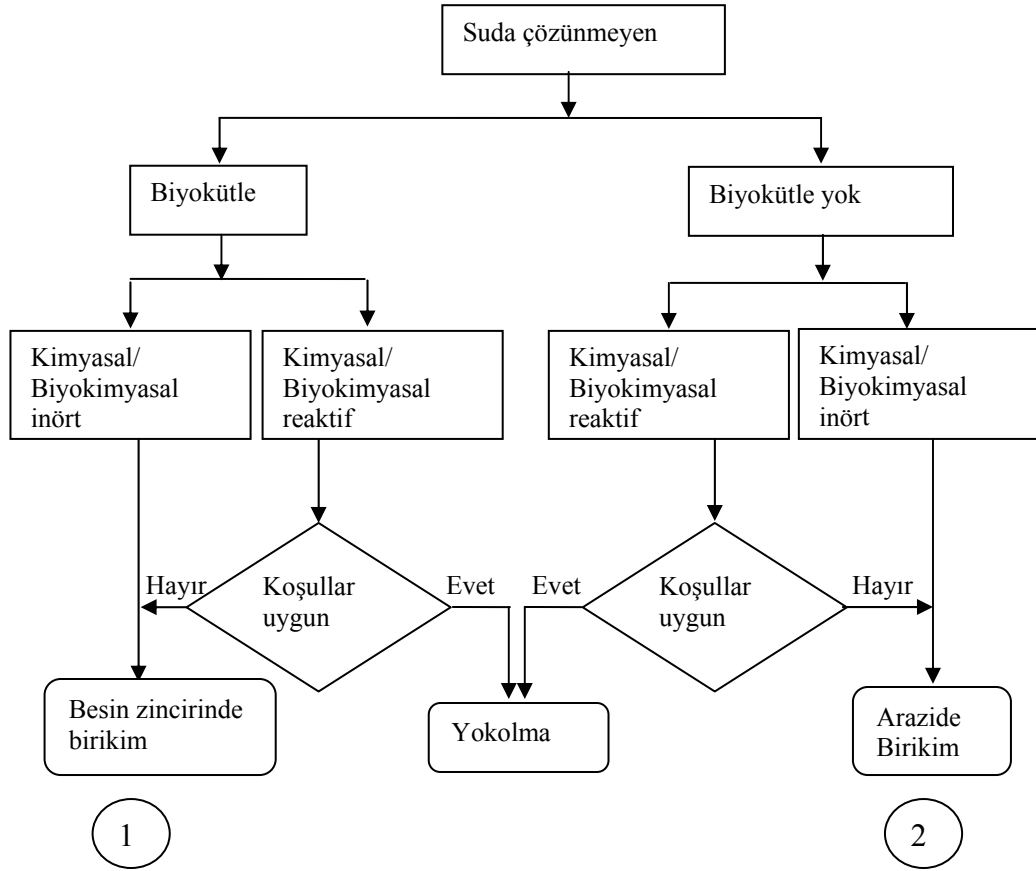 Suda çözünmeyen
Biyokütle
Biyokütle yok
Kimyasal/
Biyokimyasal
inört
Kimyasal/
Biyokimyasal
reaktif
Kimyasal/
Biyokimyasal
reaktif
Kimyasal/
Biyokimyasal
inört
Hayır
Koşullar
uygun
Evet
Evet
Koşullar
uygun
Hayır
Besin zincirinde
birikim
Yokolma
Arazide
Birikim
1
2